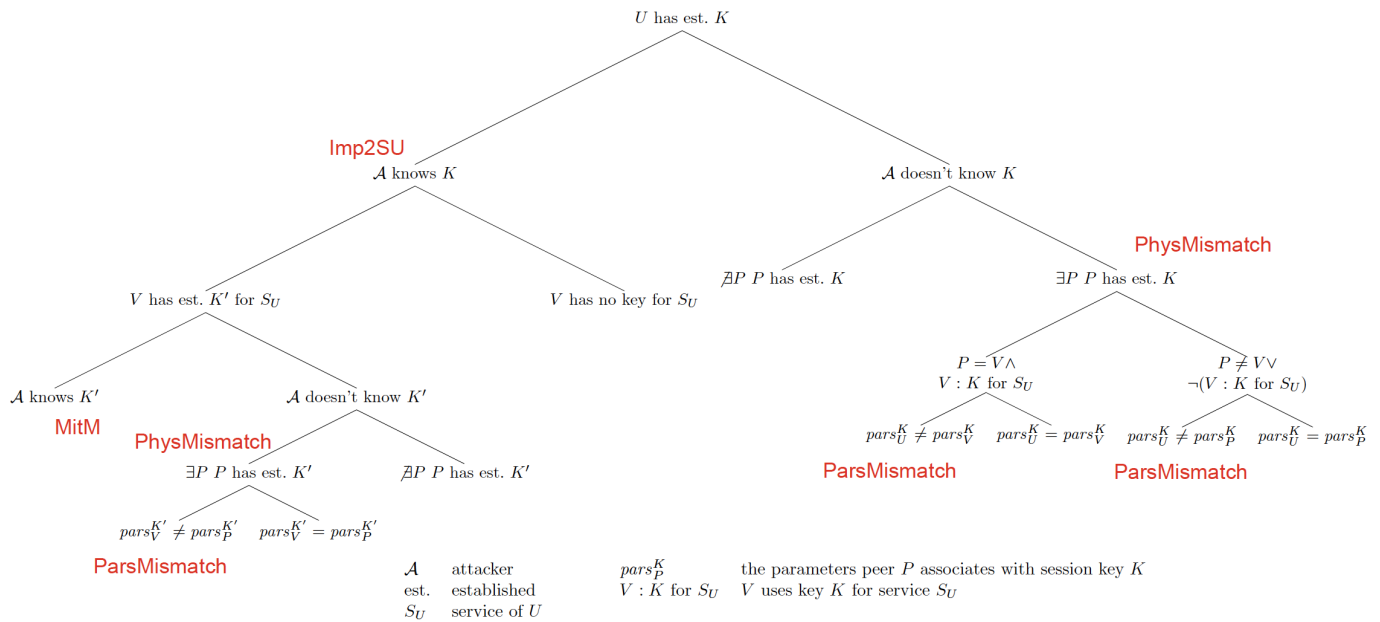 U has est. K
Imp2SU
𝒜 knows K
𝒜 doesn't know K
PhysMismatch
V has est. K′ for S_U
V has no key for S_U
∄P P has est. K
∃P P has est. K
𝒜 knows K′
𝒜 doesn't know K′
P = V∧
V : K for S_U
P ≠ V∨
¬(V : K for S_U)
MitM
PhysMismatch
∃P P has est. K′
∄P P has est. K′
pars_U^K ≠ pars_V^K
pars_U^K = pars_V^K
pars_U^K ≠ pars_P^K
pars_U^K = pars_P^K
ParsMismatch
ParsMismatch
pars_V^K′ ≠ pars_P^K′
pars_V^K′ = pars_P^K′
ParsMismatch
𝒜 attacker
pars_P^K the parameters peer P associates with session key K
est. established
V : K for S_U V uses key K for service S_U
S_U service of U